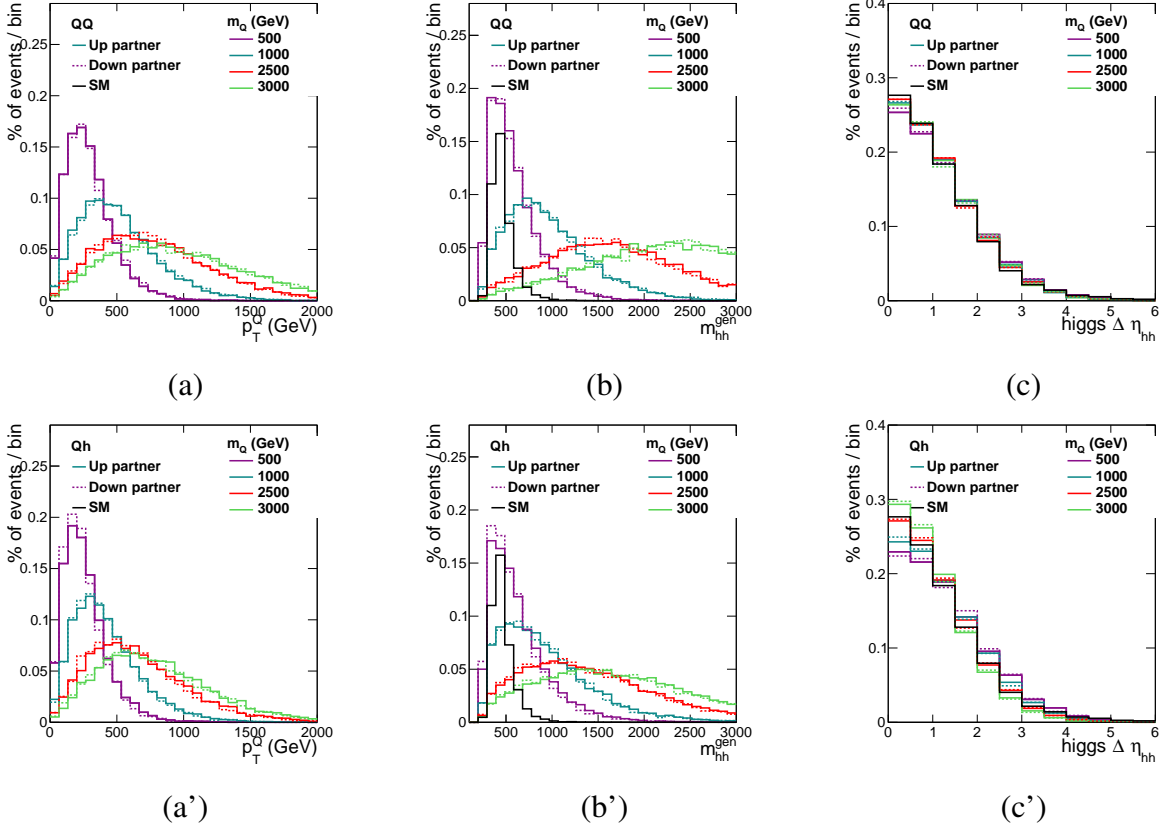 % of events / bin
QQ
Up partner
Down partner
SM
m_Q (GeV)
500
1000
2500
3000
0.25
0.2
0.15
0.1
0.05
0
0 500 1000 1500 2000
p_T^Q (GeV)
(a)
% of events / bin
QQ
Up partner
Down partner
SM
m_Q (GeV)
500
1000
2500
3000
0.25
0.2
0.15
0.1
0.05
0
500 1000 1500 2000 2500 3000
m_hh^gen
(b)
% of events / bin
QQ
Up partner
Down partner
SM
m_Q (GeV)
500
1000
2500
3000
0.4
0.3
0.2
0.1
0
0 1 2 3 4 5 6
higgs Δ η_hh
(c)
% of events / bin
Qh
Up partner
Down partner
SM
m_Q (GeV)
500
1000
2500
3000
0.25
0.2
0.15
0.1
0.05
0
0 500 1000 1500 2000
p_T^Q (GeV)
(a')
% of events / bin
Qh
Up partner
Down partner
SM
m_Q (GeV)
500
1000
2500
3000
0.25
0.2
0.15
0.1
0.05
0
500 1000 1500 2000 2500 3000
m_hh^gen
(b')
% of events / bin
Qh
Up partner
Down partner
SM
m_Q (GeV)
500
1000
2500
3000
0.4
0.3
0.2
0.1
0
0 1 2 3 4 5 6
higgs Δ η_hh
(c')